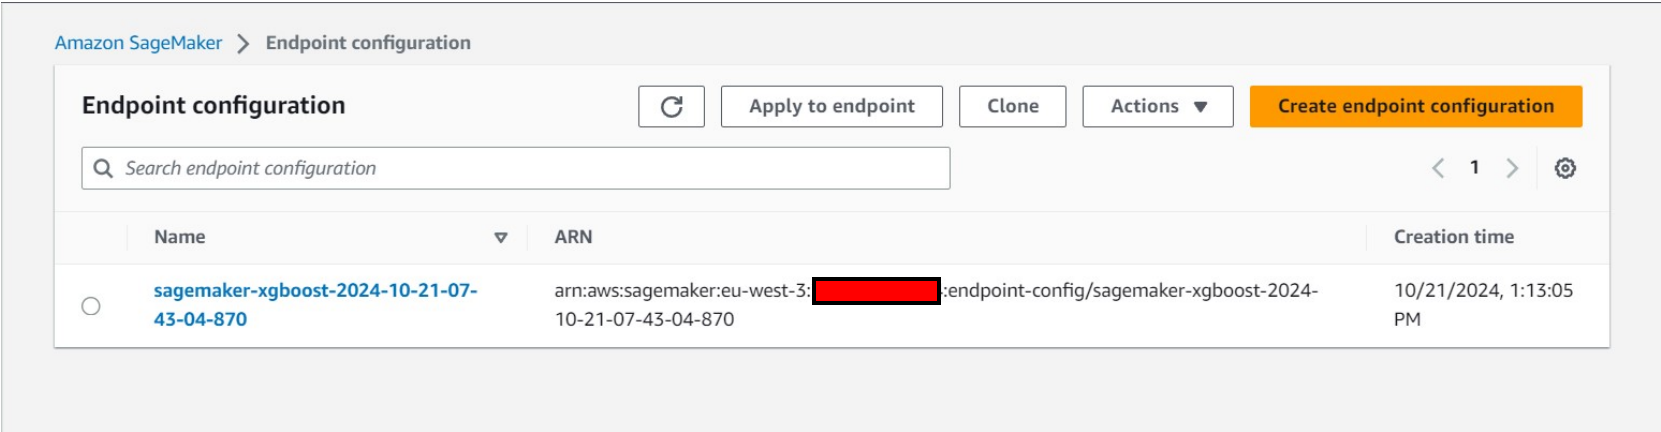 Amazon SageMaker > Endpoint configuration
Endpoint configuration
Apply to endpoint
Clone
Actions
Create endpoint configuration
Search endpoint configuration
1
Name
ARN
Creation time
sagemaker-xgboost-2024-10-21-07-
43-04-870
arn:aws:sagemaker:eu-west-3: :endpoint-config/sagemaker-xgboost-2024-
10-21-07-43-04-870
10/21/2024, 1:13:05
PM